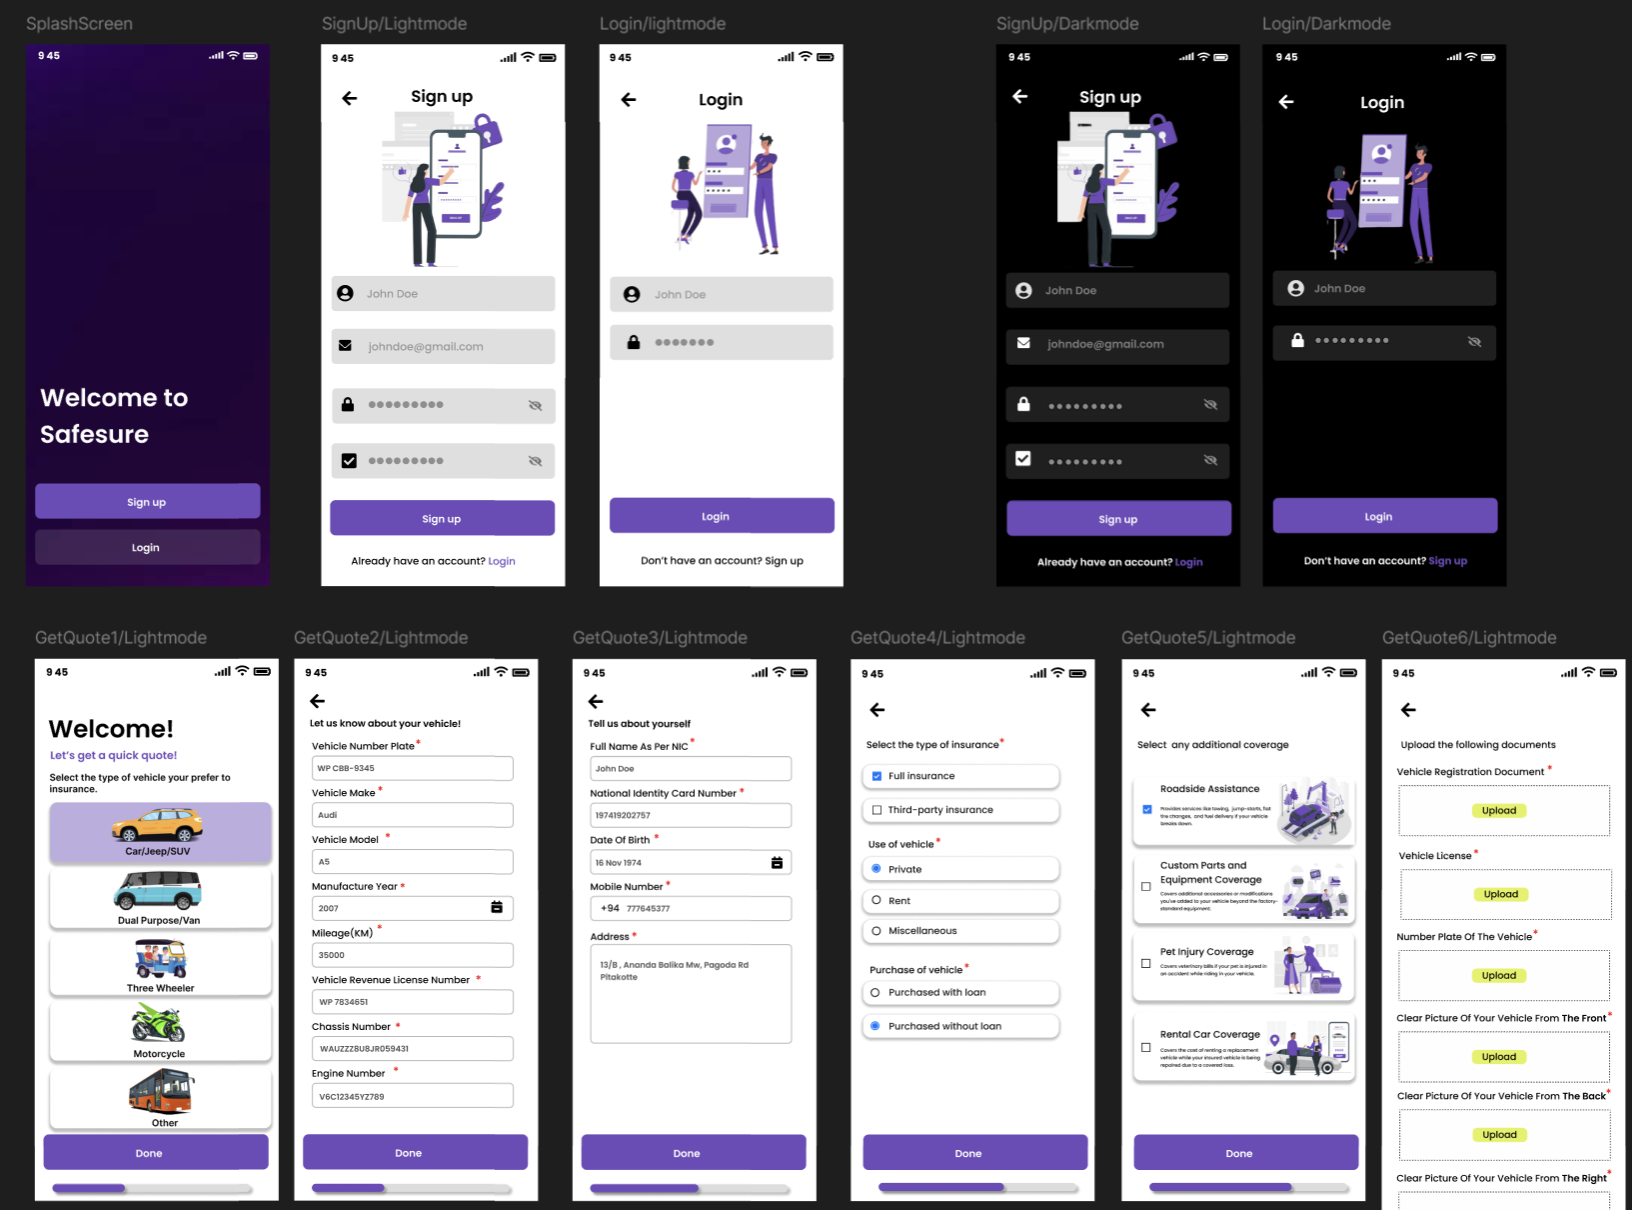 SplashScreen
9 45
Welcome to
Safesure
Sign up
Login
SignUp/Lightmode
9 45
Sign up
John Doe
johndoe@gmail.com
Sign up
Already have an account? Login
Login/lightmode
9 45
Login
John Doe
Login
Don't have an account? Sign up
SignUp/Darkmode
9 45
Sign up
John Doe
johndoe@gmail.com
Sign up
Already have an account? Login
Login/Darkmode
9 45
Login
John Doe
Login
Don't have an account? Sign up
GetQuote1/Lightmode
9 45
Welcome!
Let's get a quick quote!
Select the type of vehicle your prefer to
insurance.
Car/Jeep/SUV
Dual Purpose/Van
Three Wheeler
Motorcycle
Other
Done
GetQuote2/Lightmode
9 45
Let us know about your vehicle!
Vehicle Number Plate *
WP CBB-9345
Vehicle Make *
Audi
Vehicle Model *
A5
Manufacture Year *
2007
Mileage(KM) *
35000
Vehicle Revenue License Number *
WP 7834651
Chassis Number *
WAUZZZ8U8JR059431
Engine Number *
V6C12345YZ789
Done
GetQuote3/Lightmode
9 45
Tell us about yourself
Full Name As Per NIC *
John Doe
National Identity Card Number *
197419202757
Date Of Birth *
16 Nov 1974
Mobile Number *
+94 777645377
Address *
13/B , Ananda Balika Mw, Pagoda Rd
Pitakotte
Done
GetQuote4/Lightmode
9 45
Select the type of insurance*
Full insurance
Third-party insurance
Use of vehicle*
Private
Rent
Miscellaneous
Purchase of vehicle*
Purchased with loan
Purchased without loan
Done
GetQuote5/Lightmode
9 45
Select any additional coverage
Roadside Assistance
Provides services like towing, jump-starts, flat
tire changes, and fuel delivery if your vehicle
breaks down.
Custom Parts and
Equipment Coverage
Covers additional accessories or modifications
you've added to your vehicle beyond the factory-
standard equipment.
Pet Injury Coverage
Covers veterinary bills if your pet is injured in
an accident while riding in your vehicle.
Rental Car Coverage
Covers the cost of renting a replacement
vehicle while your insured vehicle is being
repaired due to a covered loss.
Done
GetQuote6/Lightmode
9 45
Upload the following documents
Vehicle Registration Document *
Upload
Vehicle License *
Upload
Number Plate Of The Vehicle*
Upload
Clear Picture Of Your Vehicle From The Front*
Upload
Clear Picture Of Your Vehicle From The Back*
Upload
Clear Picture Of Your Vehicle From The Right*